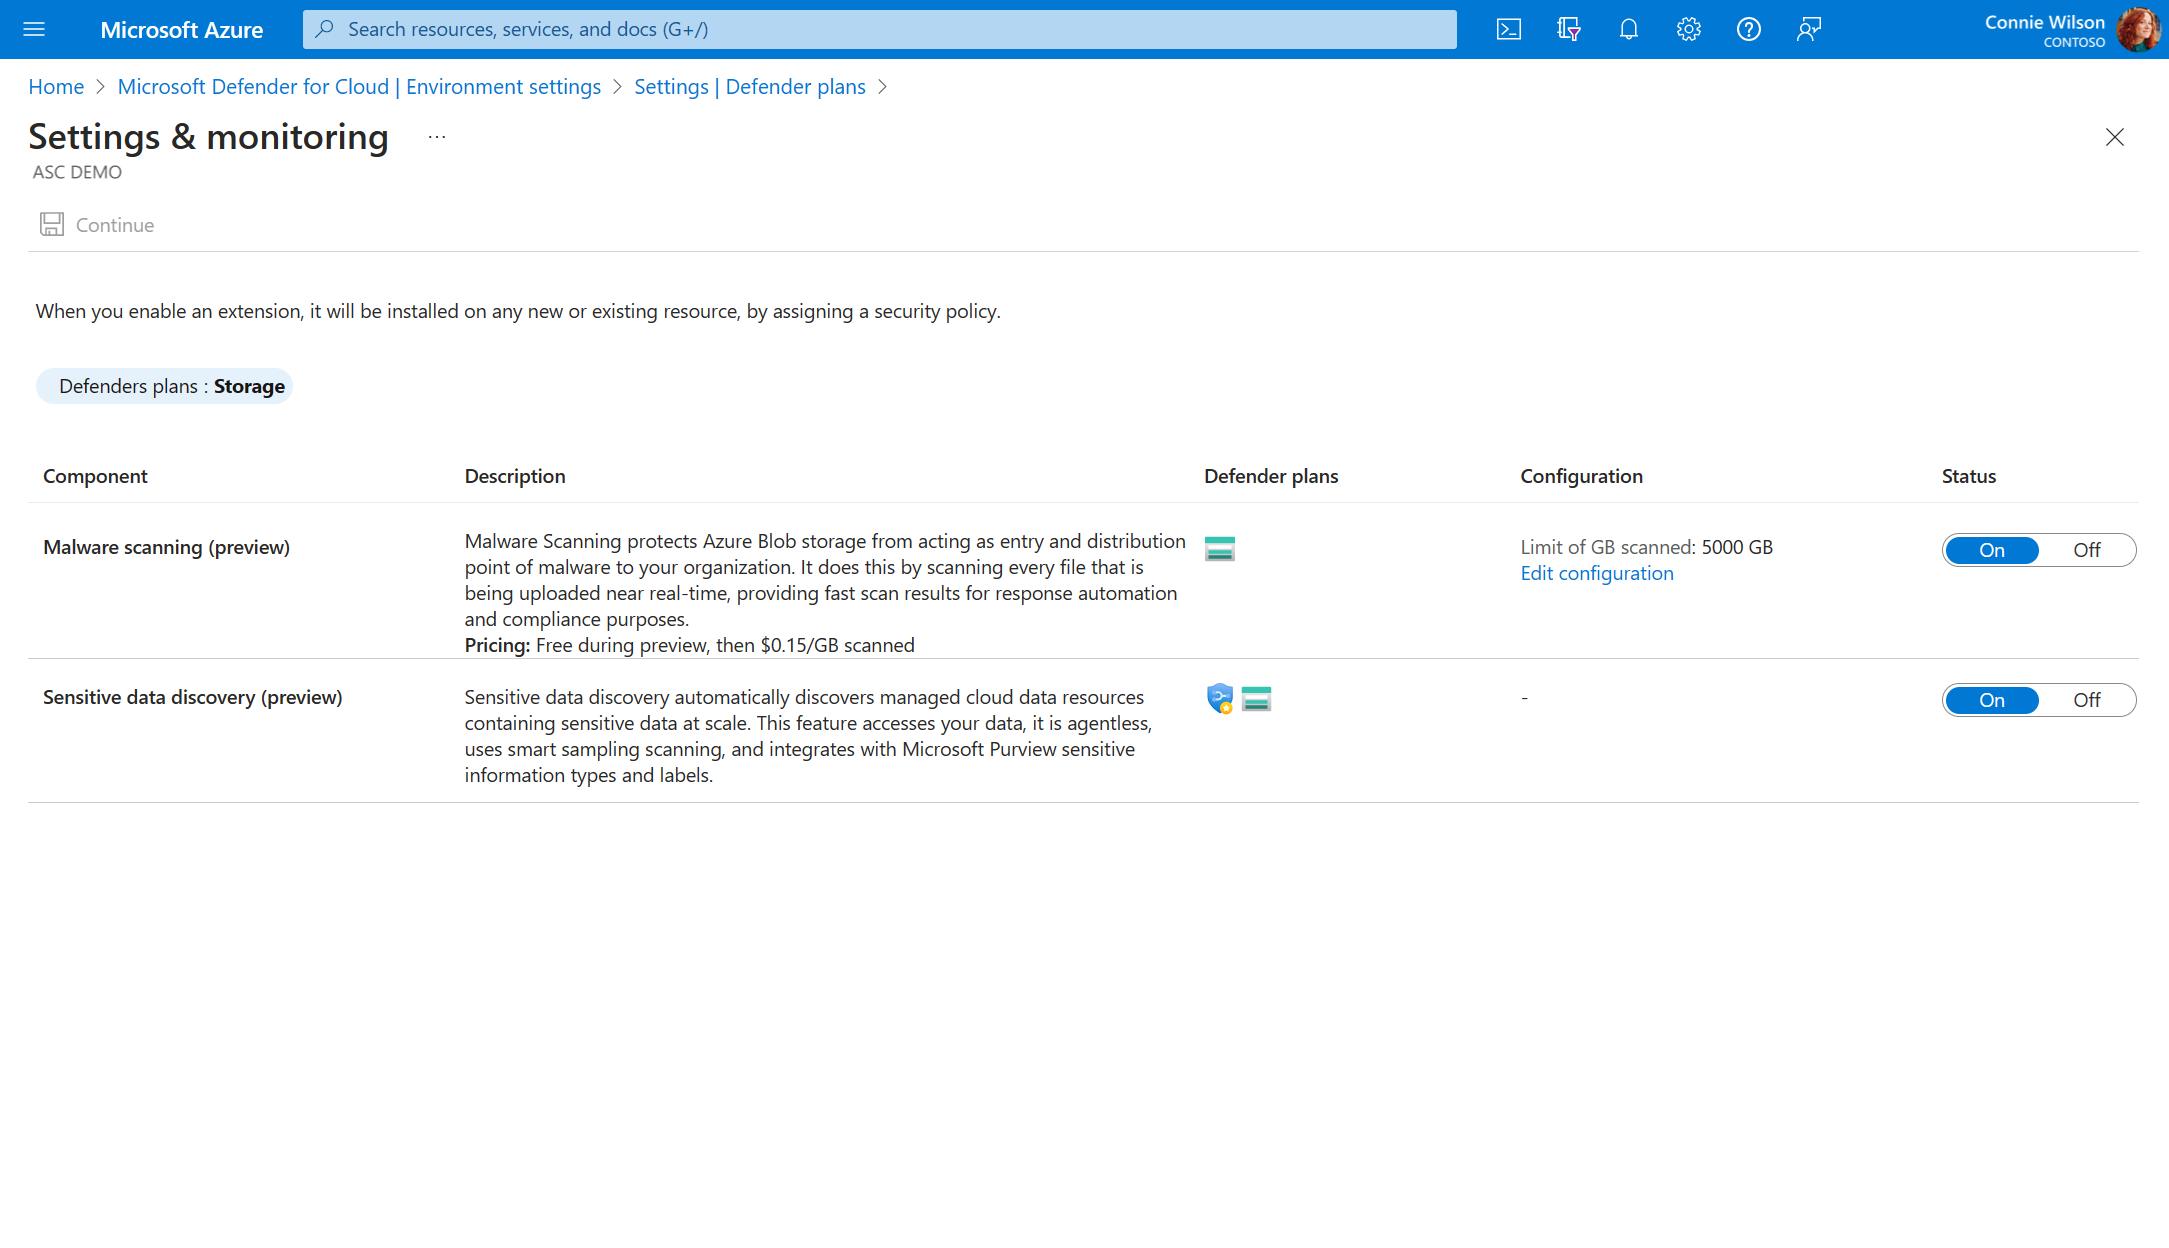 Microsoft Azure
Search resources, services, and docs (G+/)
Connie Wilson
CONTOSO
Home > Microsoft Defender for Cloud | Environment settings > Settings | Defender plans >
Settings & monitoring ...
ASC DEMO
Continue
When you enable an extension, it will be installed on any new or existing resource, by assigning a security policy.
Defenders plans : Storage
Component Description Defender plans Configuration Status
Malware scanning (preview)
Malware Scanning protects Azure Blob storage from acting as entry and distribution
point of malware to your organization. It does this by scanning every file that is
being uploaded near real-time, providing fast scan results for response automation
and compliance purposes.
Pricing: Free during preview, then $0.15/GB scanned
Limit of GB scanned: 5000 GB
Edit configuration
On Off
Sensitive data discovery (preview)
Sensitive data discovery automatically discovers managed cloud data resources
containing sensitive data at scale. This feature accesses your data, it is agentless,
uses smart sampling scanning, and integrates with Microsoft Purview sensitive
information types and labels.
-
On Off